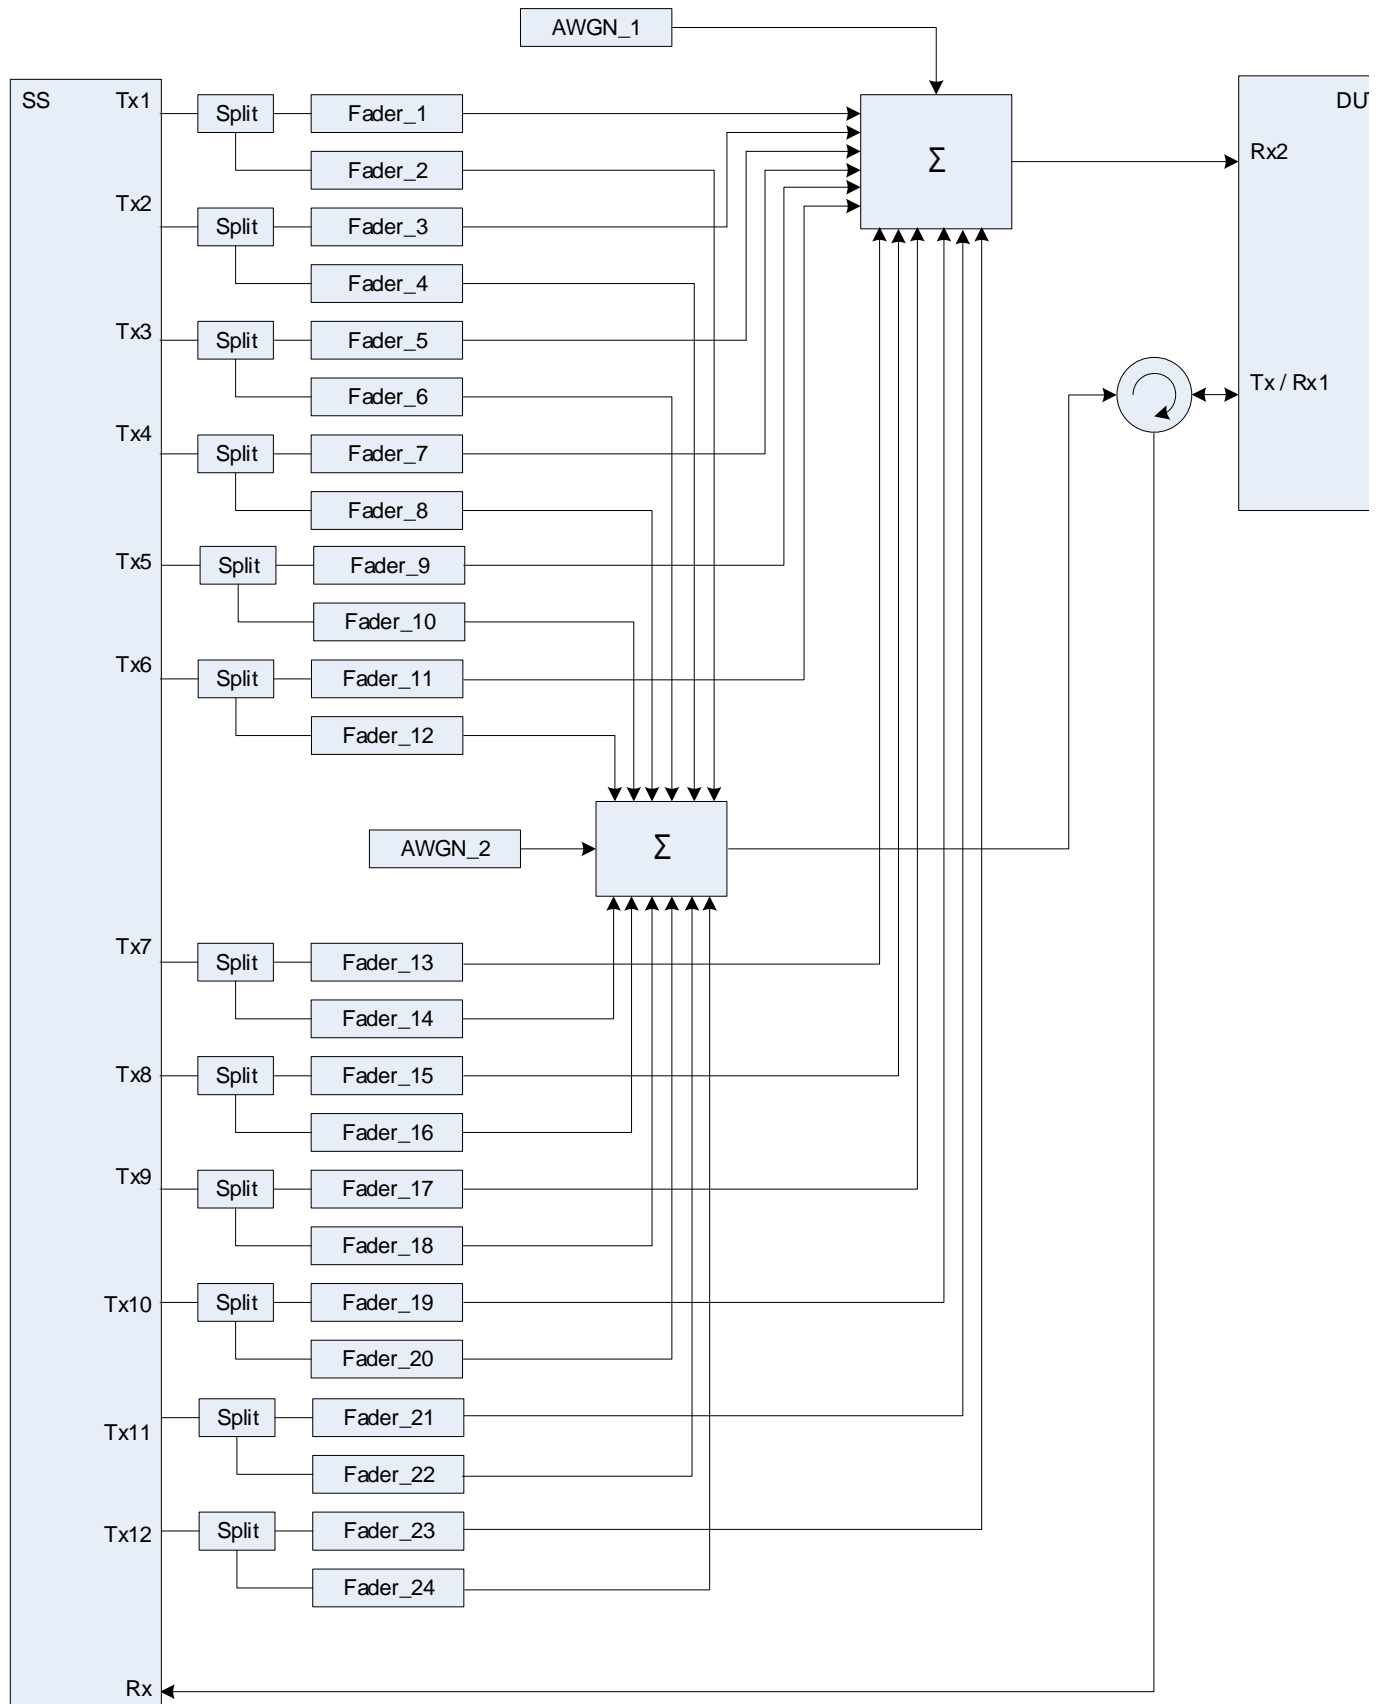 AWGN_1
SS
Tx1
Split
Fader_1
Σ
DUT
Rx2
Fader_2
Tx2
Split
Fader_3
Fader_4
Tx3
Split
Fader_5
Tx / Rx1
Fader_6
Tx4
Split
Fader_7
Fader_8
Tx5
Split
Fader_9
Fader_10
Tx6
Split
Fader_11
Fader_12
AWGN_2
Σ
Tx7
Split
Fader_13
Fader_14
Tx8
Split
Fader_15
Fader_16
Tx9
Split
Fader_17
Fader_18
Tx10
Split
Fader_19
Fader_20
Tx11
Split
Fader_21
Fader_22
Tx12
Split
Fader_23
Fader_24
Rx